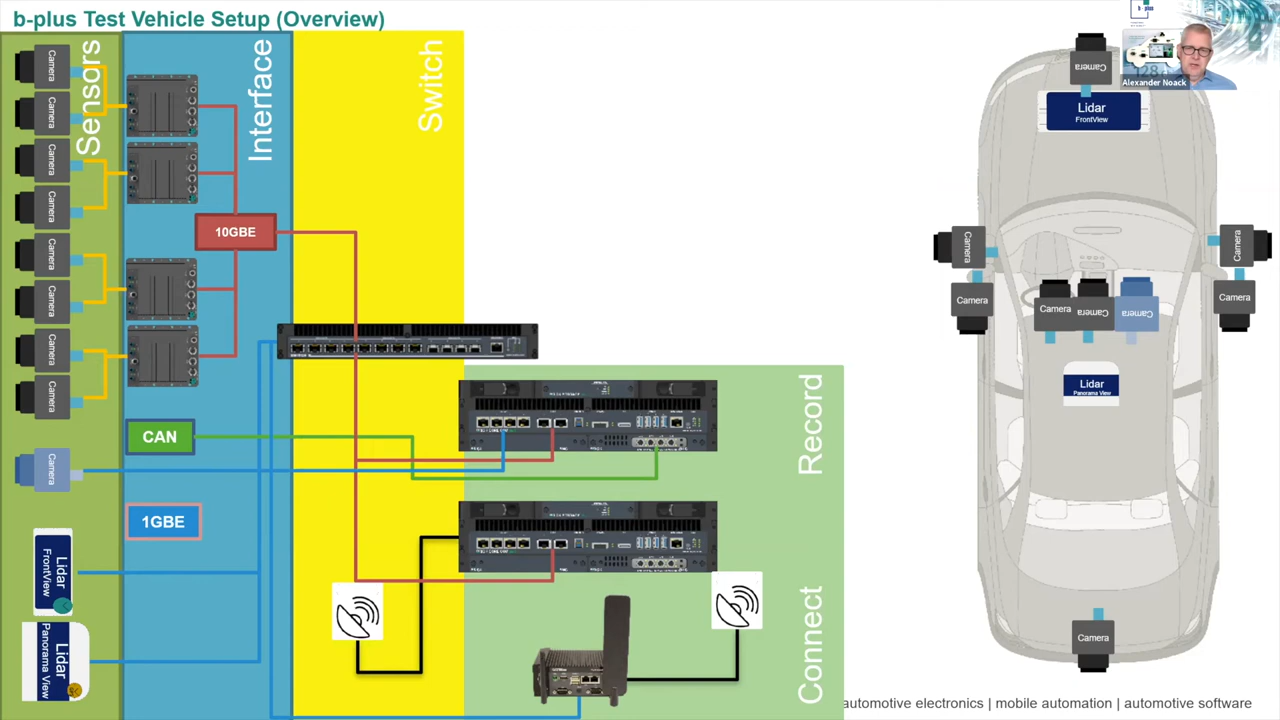 b-plus Test Vehicle Setup (Overview)
Sensors
Interface
Switch
Record
Connect
Camera
Camera
Camera
Camera
Camera
Camera
Camera
Camera
Camera
Lidar
FrontView
Lidar
Panorama View
10GBE
CAN
1GBE
b-plus
128
Alexander Noack
Camera
Lidar
FrontView
Camera
Camera
Camera
Camera
Camera
Camera
Camera
Lidar
Panorama View
Camera
automotive electronics | mobile automation | automotive software